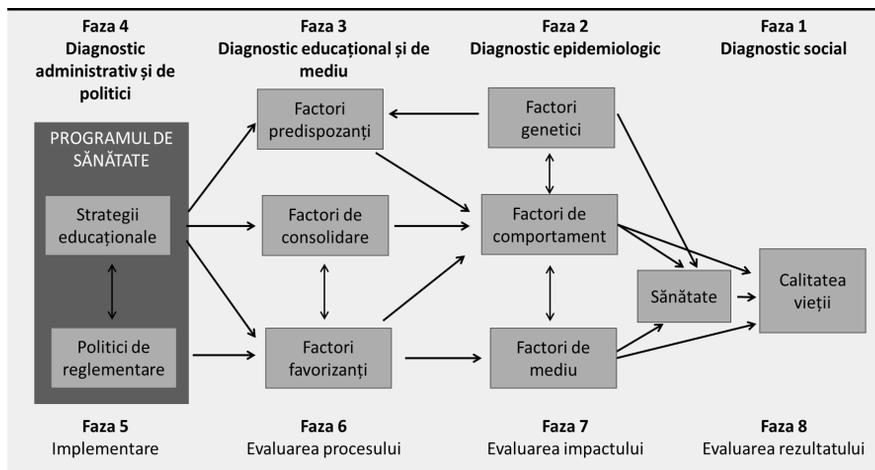 Faza 4
Diagnostic
administrativ și de
politici
Faza 3
Diagnostic educațional și de
mediu
Faza 2
Diagnostic epidemiologic
Faza 1
Diagnostic social
PROGRAMUL DE
SĂNĂTATE
Strategii
educaționale
Politici de
reglementare
Factori
predispozanți
Factori de
consolidare
Factori
favorizanți
Factori
genetici
Factori de
comportament
Factori de
mediu
Sănătate
Calitatea
vieții
Faza 5
Implementare
Faza 6
Evaluarea procesului
Faza 7
Evaluarea impactului
Faza 8
Evaluarea rezultatului